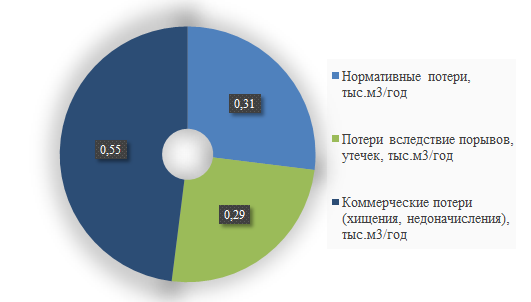 0,31
0,55
0,29
Нормативные потери,
тыс.м3/год
Потери вследствие порывов,
утечек, тыс.м3/год
Коммерческие потери
(хищения, недоначисления),
тыс.м3/год